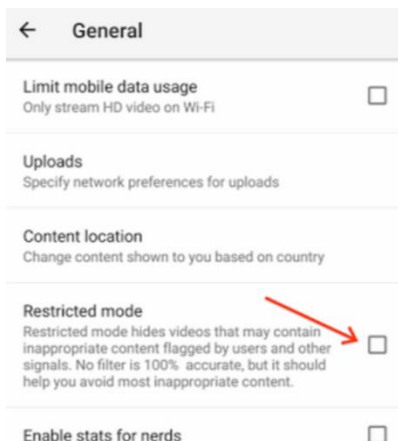 General
Limit mobile data usage
Only stream HD video on Wi-Fi
Uploads
Specify network preferences for uploads
Content location
Change content shown to you based on country
Restricted mode
Restricted mode hides videos that may contain
inappropriate content flagged by users and other
signals. No filter is 100% accurate, but it should
help you avoid most inappropriate content.
Enable stats for nerds